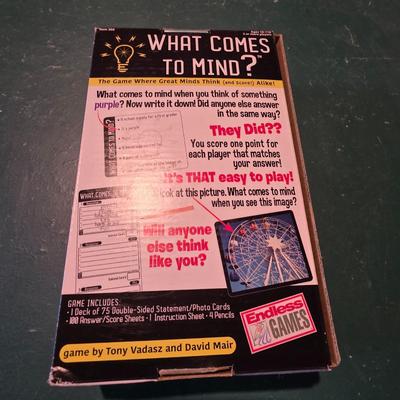 WHAT COMES
TO MIND?™
The Game Where Great Minds Think (and Score!) Alike!
What comes to mind when you think of something
purple? Now write it down! Did anyone else answer
in the same way?
They Did??
You score one point for
each player that matches
your answer!
It's THAT easy to play!
Look at this picture. What comes to mind
when you see this image?
WHAT COMES
Will anyone
else think
like you?
GAME INCLUDES:
• 1 Deck of 75 Double-Sided Statement/Photo Cards
• 100 Answer/Score Sheets • 1 Instruction Sheet • 4 Pencils
Endless
GAMES
game by Tony Vadasz and David Mair